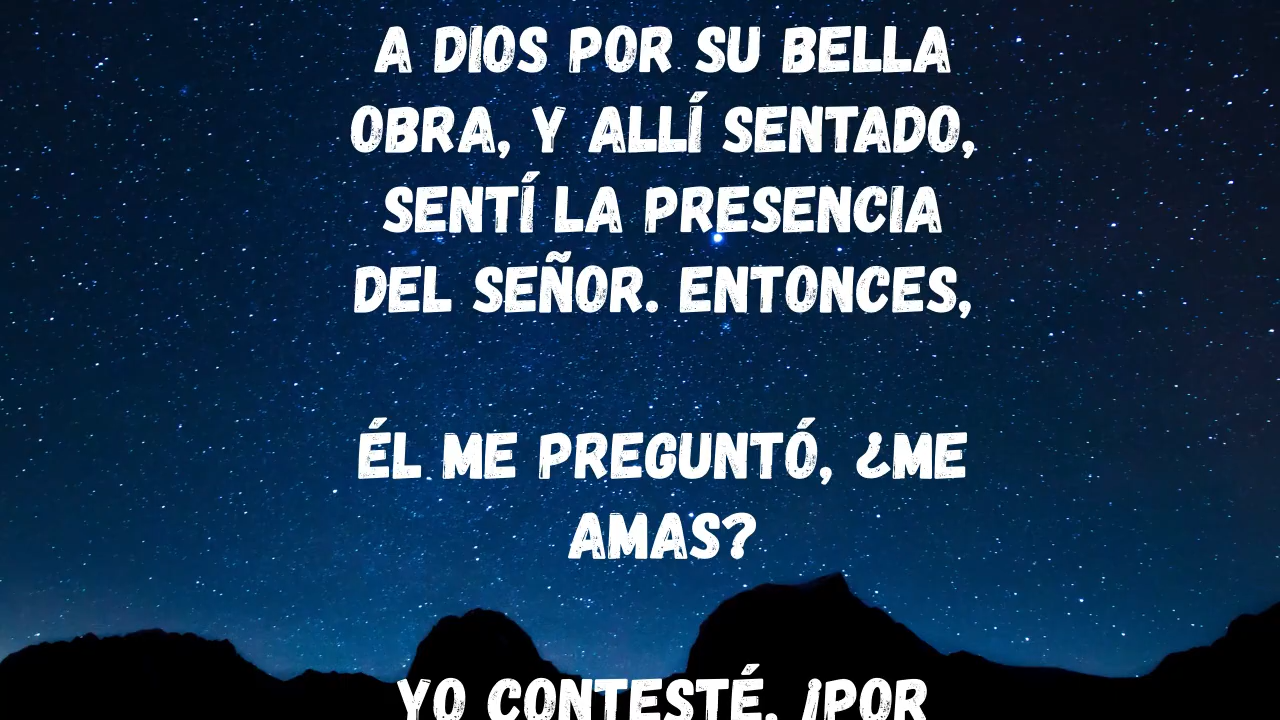 A DIOS POR SU BELLA
OBRA, Y ALLÍ SENTADO,
SENTÍ LA PRESENCIA
DEL SEÑOR. ENTONCES,
ÉL ME PREGUNTÓ, ¿ME
AMAS?
YO CONTESTÉ, ¡POR